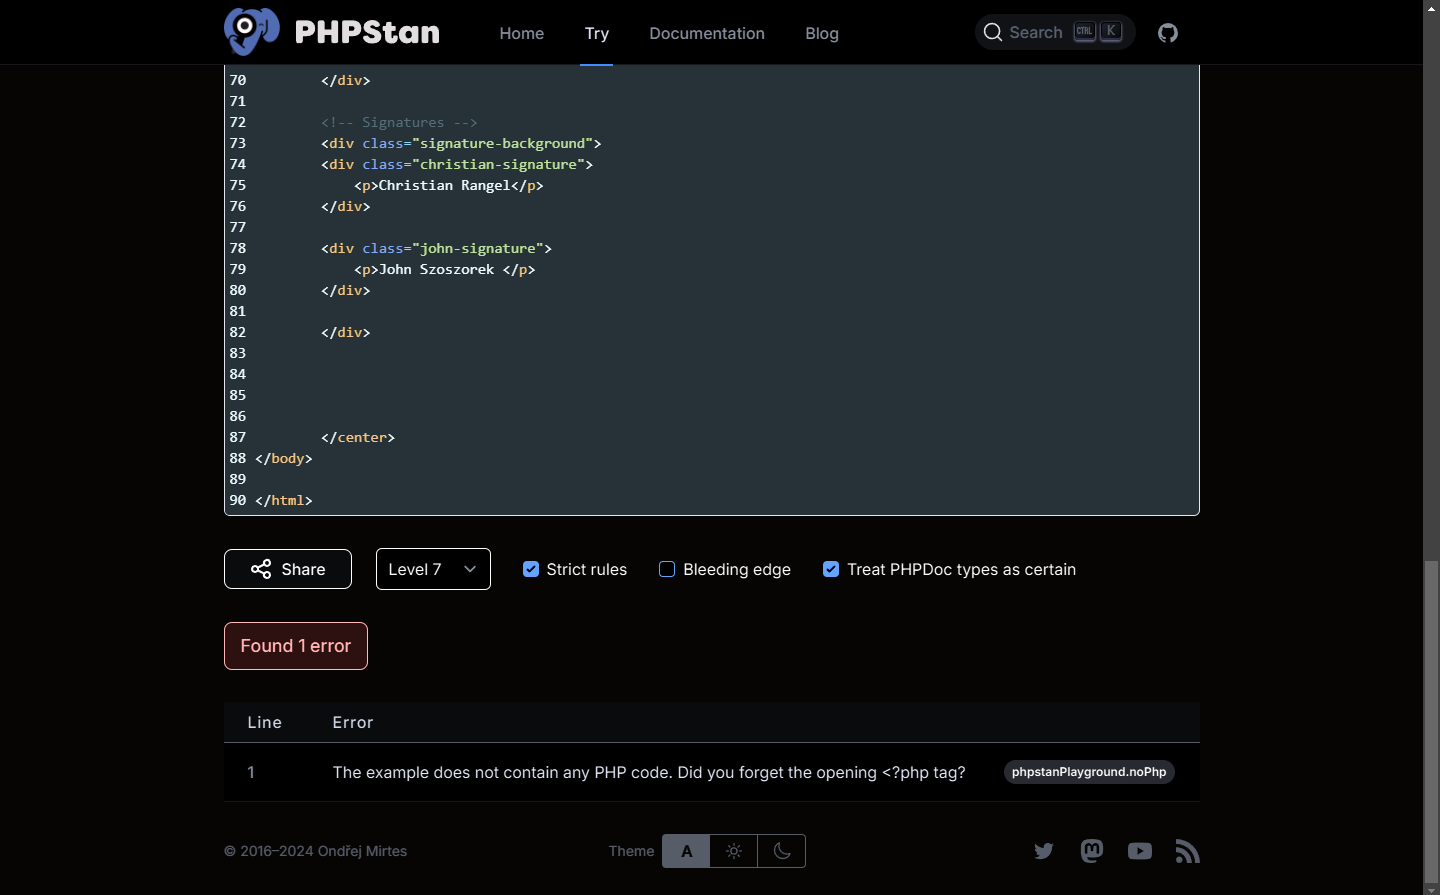 PHPStan Home Try Documentation Blog Search CTRL K
70 </div>
71
72 <!-- Signatures -->
73 <div class="signature-background">
74 <div class="christian-signature">
75 <p>Christian Rangel</p>
76 </div>
77
78 <div class="john-signature">
79 <p>John Szoszorek </p>
80 </div>
81
82 </div>
83
84
85
86
87 </center>
88 </body>
89
90 </html>
Share Level 7 Strict rules Bleeding edge Treat PHPDoc types as certain
Found 1 error
Line Error
1 The example does not contain any PHP code. Did you forget the opening <?php tag? phpstanPlayground.noPhp
© 2016–2024 Ondřej Mirtes Theme A